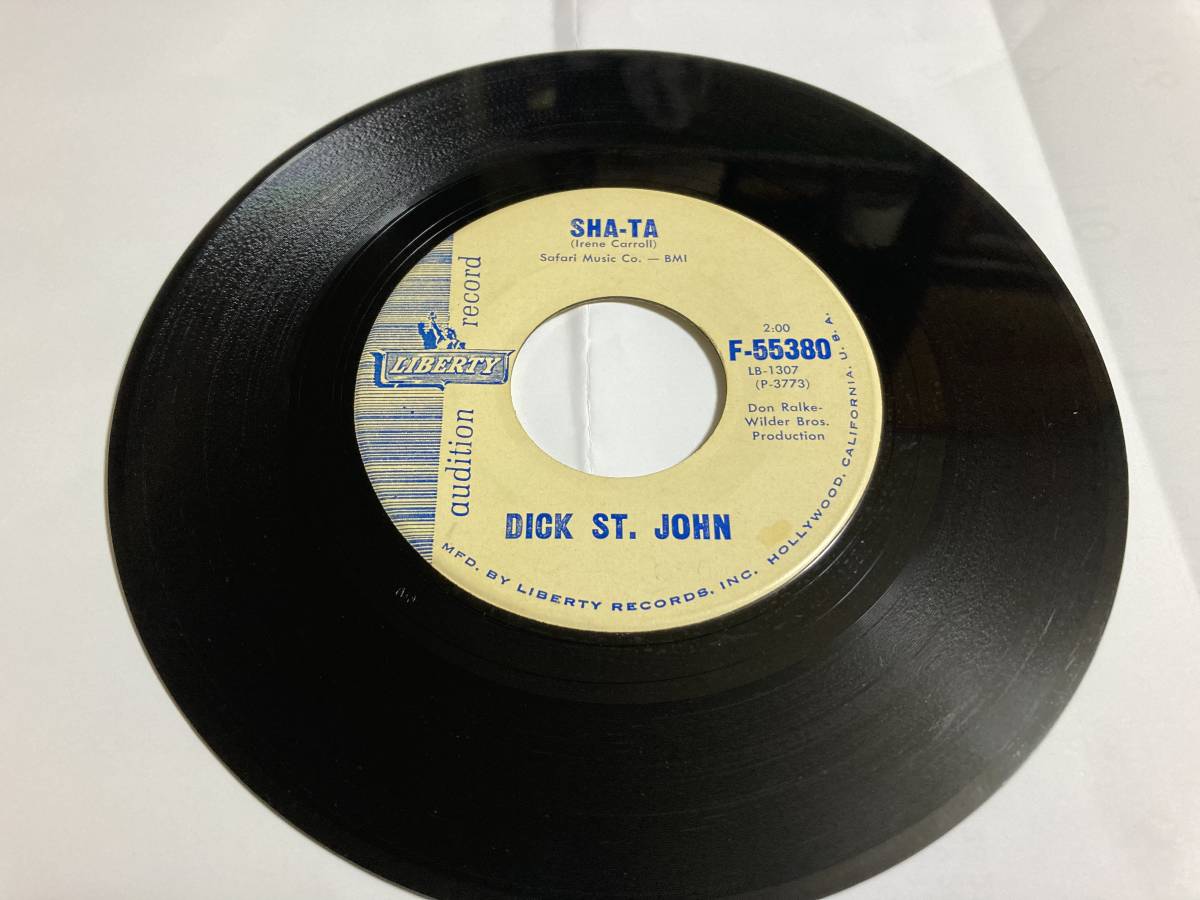 SHA-TA
(Irene Carroll)
Safari Music Co. — BMI
audition record
LIBERTY
2:00
F-55380
LB-1307
(P-3773)
Don Ralke-
Wilder Bros.
Production
DICK ST. JOHN
MFD. BY LIBERTY RECORDS, INC. HOLLYWOOD, CALIFORNIA, U. S. A.